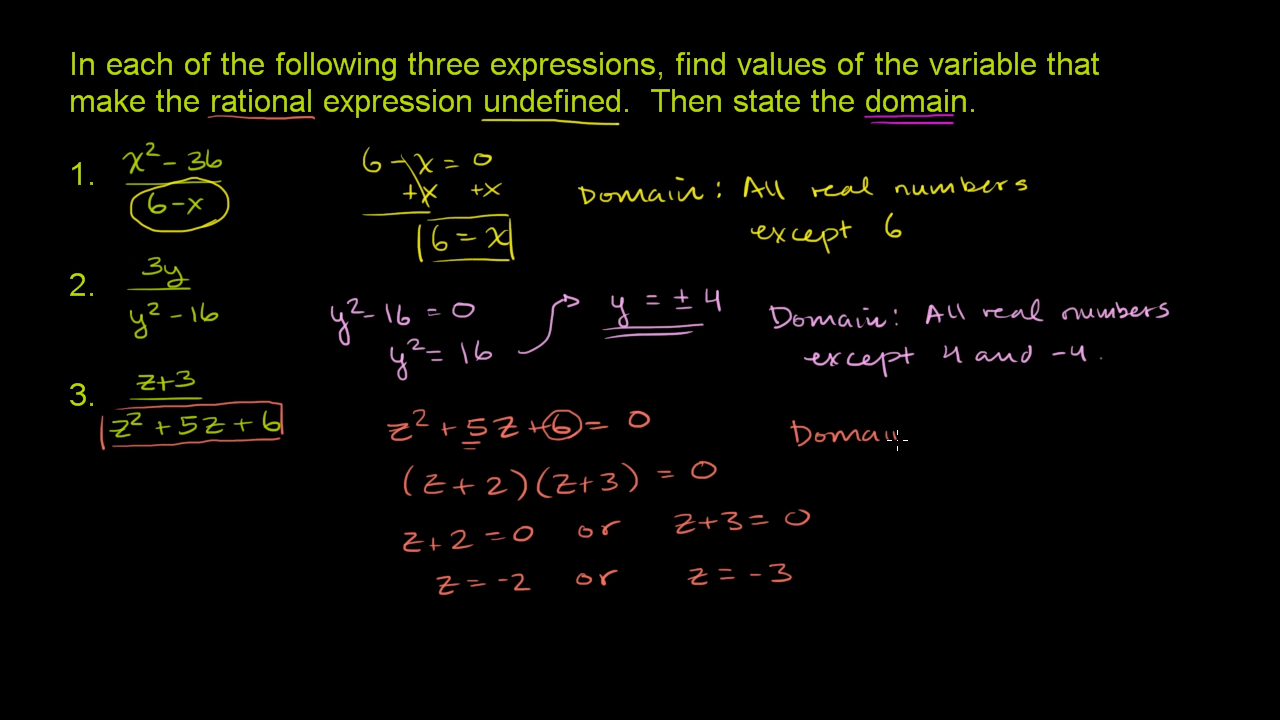 In each of the following three expressions, find values of the variable that
make the rational expression undefined. Then state the domain.
1. x² - 36
6 - x
6 - x = 0
+x +x
6 = x
Domain: All real numbers
except 6
2. 3y
y² - 16
y² - 16 = 0
y² = 16
y = ± 4
Domain: All real numbers
except 4 and -4.
3. z+3
z² + 5z + 6
z² + 5z + 6 = 0
(z + 2)(z + 3) = 0
z + 2 = 0 or z + 3 = 0
z = -2 or z = -3
Domai